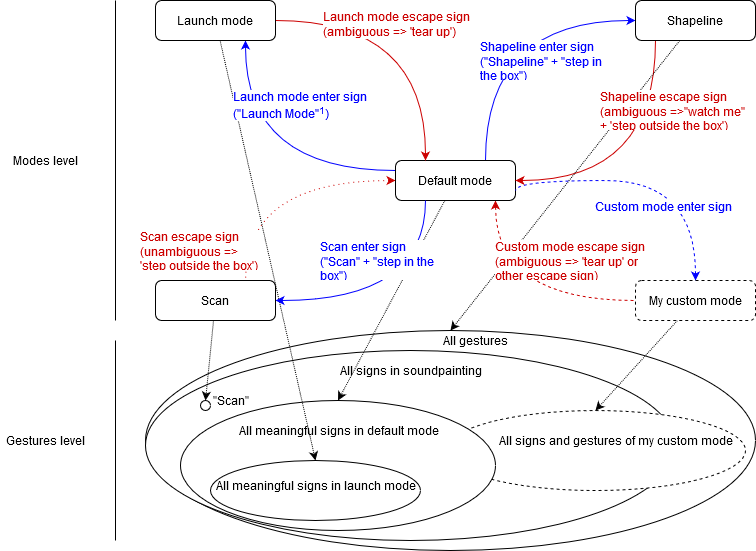 Launch mode
Launch mode escape sign
(ambiguous => 'tear up')
Shapeline
Shapeline enter sign
("Shapeline" + "step in
the box")
Launch mode enter sign
("Launch Mode"¹)
Shapeline escape sign
(ambiguous =>"watch me"
+ 'step outside the box')
Modes level
Default mode
Custom mode enter sign
Scan escape sign
(unambiguous =>
'step outside the box')
Scan enter sign
("Scan" + "step in the
box")
Custom mode escape sign
(ambiguous => 'tear up' or
other escape sign)
Scan
My custom mode
All gestures
All signs in soundpainting
"Scan"
All meaningful signs in default mode
All signs and gestures of my custom mode
Gestures level
All meaningful signs in launch mode